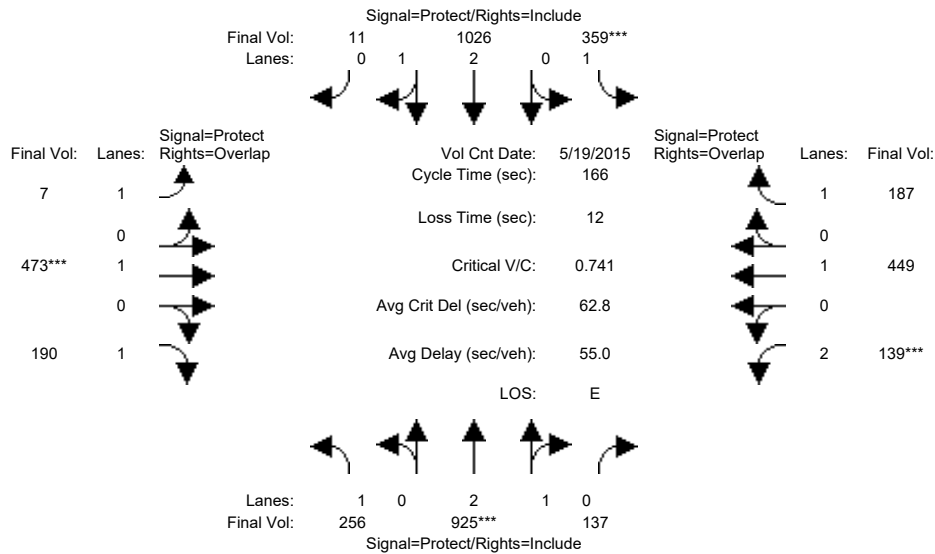 Signal=Protect/Rights=Include
Final Vol: 11 1026 359***
Lanes: 0 1 2 0 1
Signal=Protect
Final Vol: Lanes: Rights=Overlap
Vol Cnt Date: 5/19/2015
Signal=Protect
Rights=Overlap Lanes: Final Vol:
Cycle Time (sec): 166
7 1
1 187
Loss Time (sec): 12
0
0
473*** 1
Critical V/C: 0.741
1 449
0
Avg Crit Del (sec/veh): 62.8
0
190 1
Avg Delay (sec/veh): 55.0
2 139***
LOS: E
Lanes: 1 0 2 1 0
Final Vol: 256 925*** 137
Signal=Protect/Rights=Include